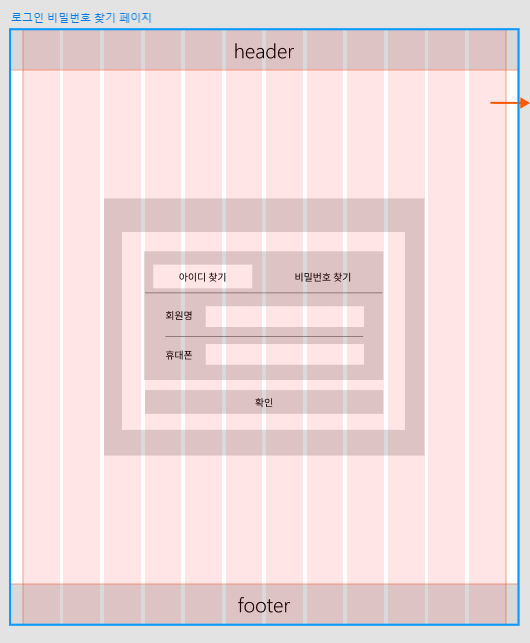 로그인 비밀번호 찾기 페이지
header
아이디 찾기 비밀번호 찾기
회원명
휴대폰
확인
footer